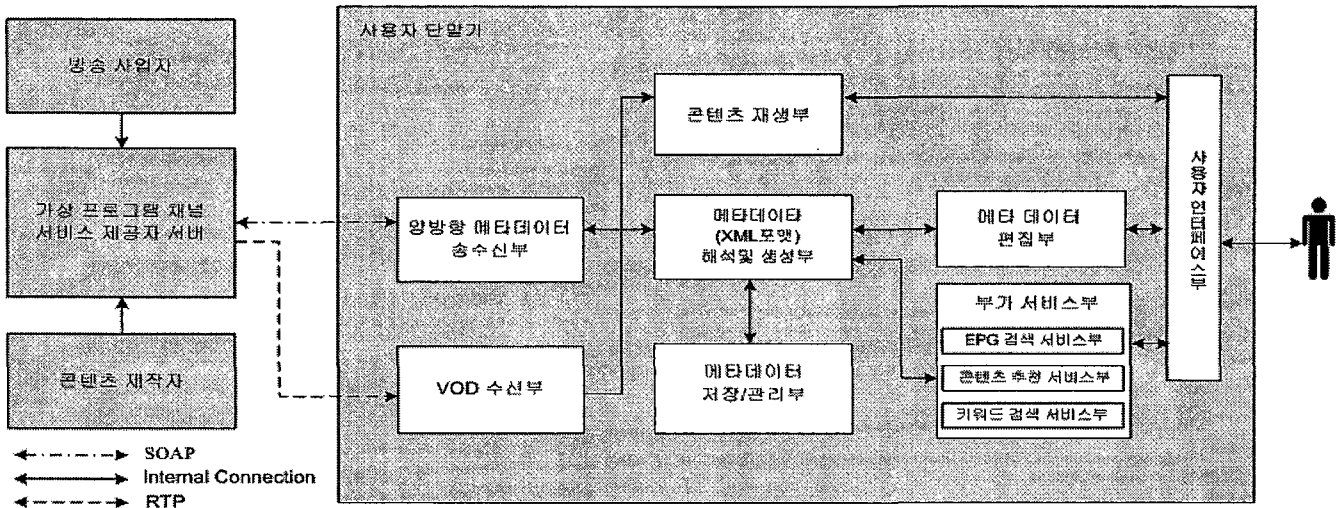 사용자 단말기
방송 사업자
가상 프로그램 채널
서비스 제공자 서버
콘텐츠 제작자
양방향 메타데이터
송수신부
VOD 수신부
콘텐츠 재생부
메타데이타
(XML포맷)
해석및 생성부
메타데이터
저장/관리부
메타 데이터
편집부
부가 서비스부
EPG 검색 서비스부
콘텐츠 추천 서비스부
키워드 검색 서비스부
사용자 인터페이스부
SOAP
Internal Connection
RTP